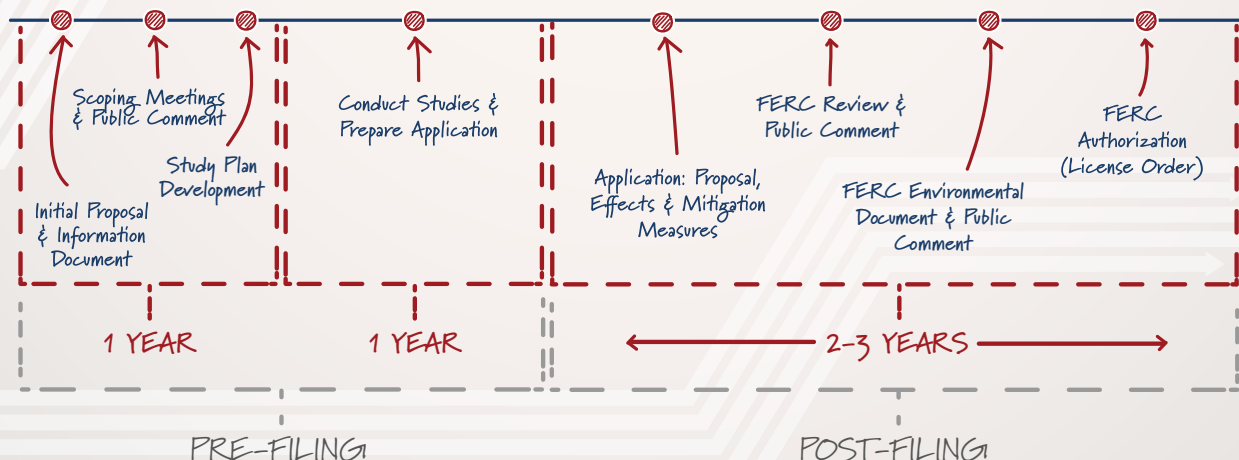 Scoping Meetings
& Public Comment
Study Plan
Development
Initial Proposal
& Information
Document
Conduct Studies &
Prepare Application
Application: Proposal,
Effects & Mitigation
Measures
FERC Review &
Public Comment
FERC Environmental
Document & Public
Comment
FERC
Authorization
(License Order)
1 YEAR
1 YEAR
2-3 YEARS
PRE-FILING
POST-FILING